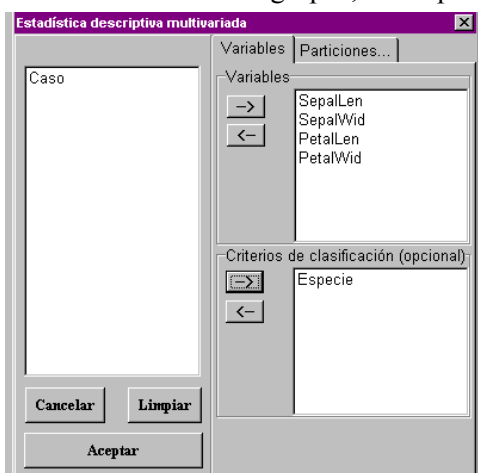 Estadística descriptiva multivariada
Variables
Particiones...
Caso
Variables
-->
<--
SepalLen
SepalWid
PetalLen
PetalWid
Criterios de clasificación (opcional)
-->
<--
Especie
Cancelar
Limpiar
Aceptar